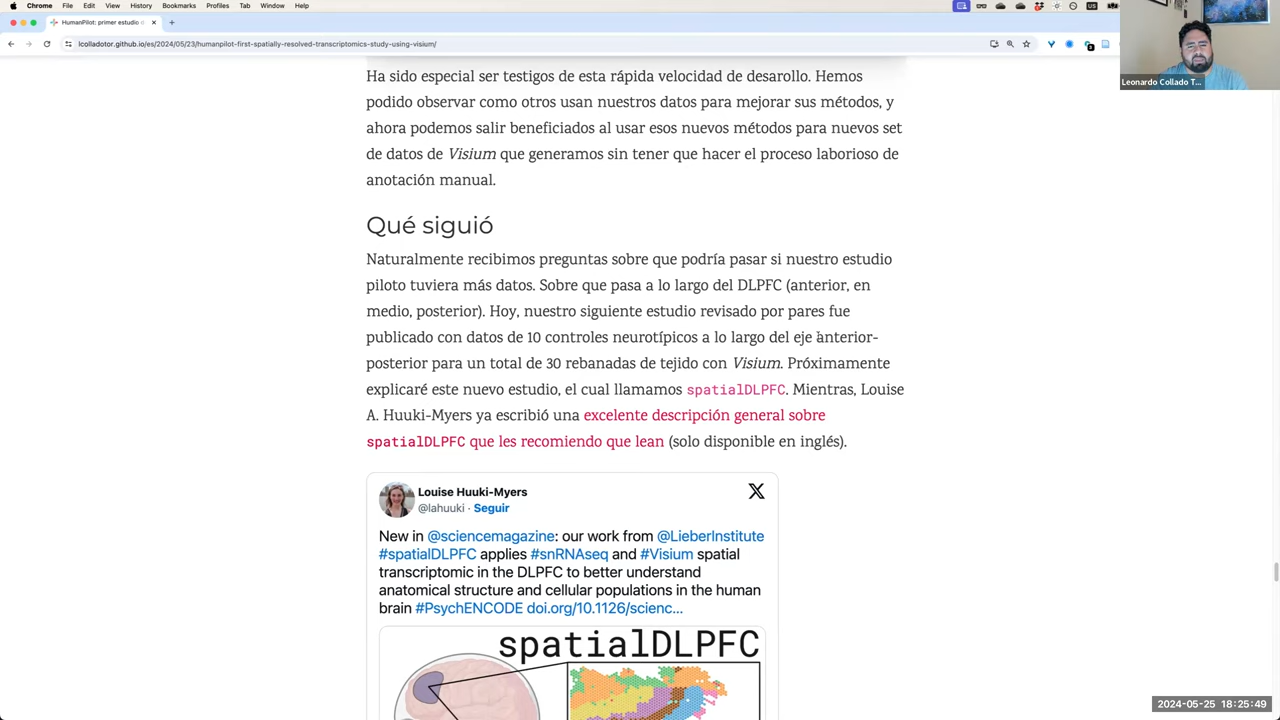 Chrome File Edit View History Bookmarks Profiles Tab Window Help
US
HumanPilot: primer estudio
lcolladotor.github.io/es/2024/05/23/humanpilot-first-spatially-resolved-transcriptomics-study-using-visium/
Leonardo Collado T...
Ha sido especial ser testigos de esta rápida velocidad de desarollo. Hemos
podido observar como otros usan nuestros datos para mejorar sus métodos, y
ahora podemos salir beneficiados al usar esos nuevos métodos para nuevos set
de datos de Visium que generamos sin tener que hacer el proceso laborioso de
anotación manual.
Qué siguió
Naturalmente recibimos preguntas sobre que podría pasar si nuestro estudio
piloto tuviera más datos. Sobre que pasa a lo largo del DLPFC (anterior, en
medio, posterior). Hoy, nuestro siguiente estudio revisado por pares fue
publicado con datos de 10 controles neurotípicos a lo largo del eje anterior-
posterior para un total de 30 rebanadas de tejido con Visium. Próximamente
explicaré este nuevo estudio, el cual llamamos spatialDLPFC. Mientras, Louise
A. Huuki-Myers ya escribió una excelente descripción general sobre
spatialDLPFC que les recomiendo que lean (solo disponible en inglés).
Louise Huuki-Myers
@lahuuki · Seguir
New in @sciencemagazine: our work from @LieberInstitute
#spatialDLPFC applies #snRNAseq and #Visium spatial
transcriptomic in the DLPFC to better understand
anatomical structure and cellular populations in the human
brain #PsychENCODE doi.org/10.1126/scienc...
spatialDLPFC
2024-05-25 18:25:49